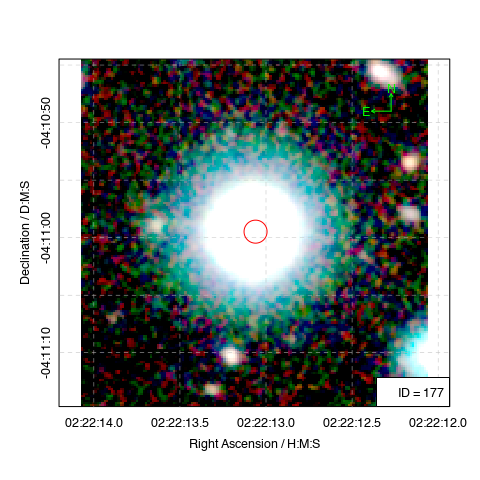 N
E
-04:10:50
-04:11:00
-04:11:10
Declination / D:M:S
ID = 177
02:22:14.0 02:22:13.5 02:22:13.0 02:22:12.5 02:22:12.0
Right Ascension / H:M:S